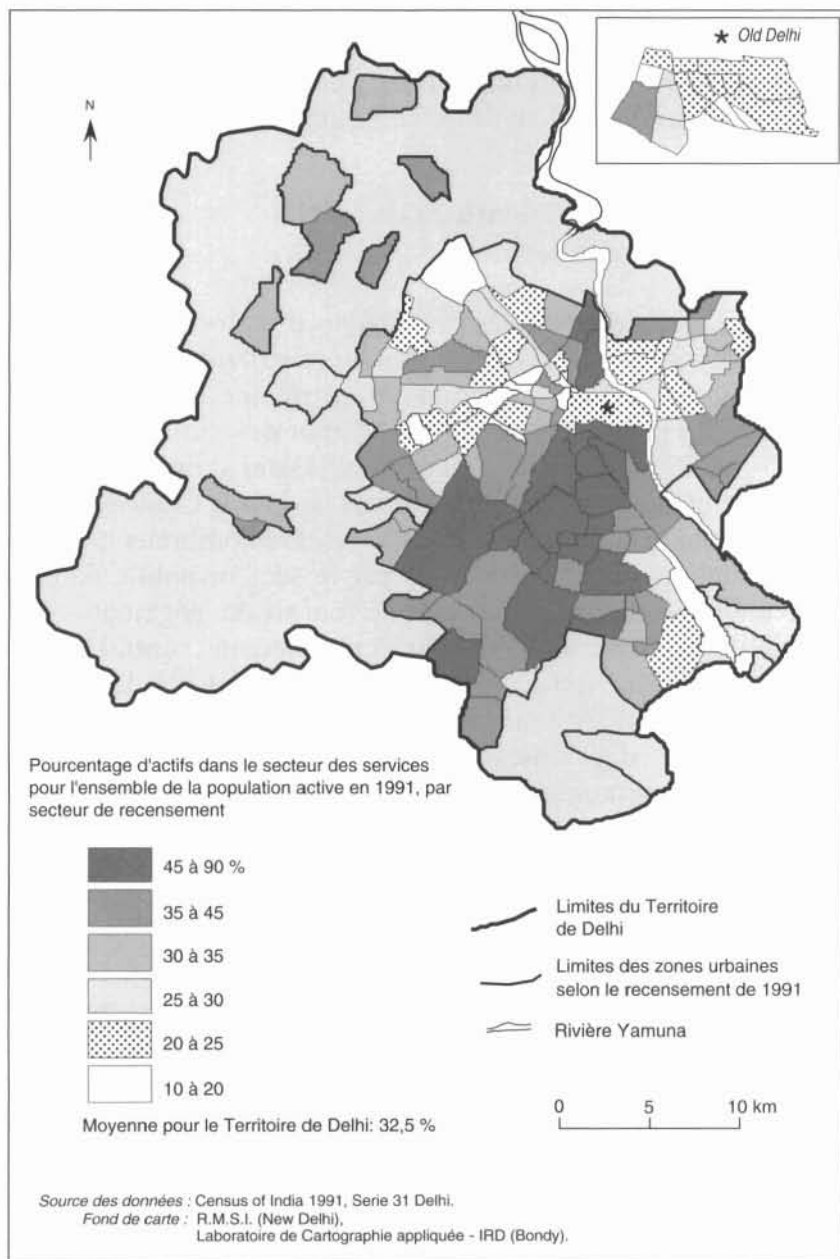 ★ Old Delhi
N
Pourcentage d'actifs dans le secteur des services
pour l'ensemble de la population active en 1991, par
secteur de recensement
45 à 90 %
35 à 45
30 à 35
25 à 30
20 à 25
10 à 20
Moyenne pour le Territoire de Delhi: 32,5 %
Limites du Territoire
de Delhi
Limites des zones urbaines
selon le recensement de 1991
Rivière Yamuna
0 5 10 km
Source des données : Census of India 1991, Serie 31 Delhi.
Fond de carte : R.M.S.I. (New Delhi),
Laboratoire de Cartographie appliquée - IRD (Bondy).